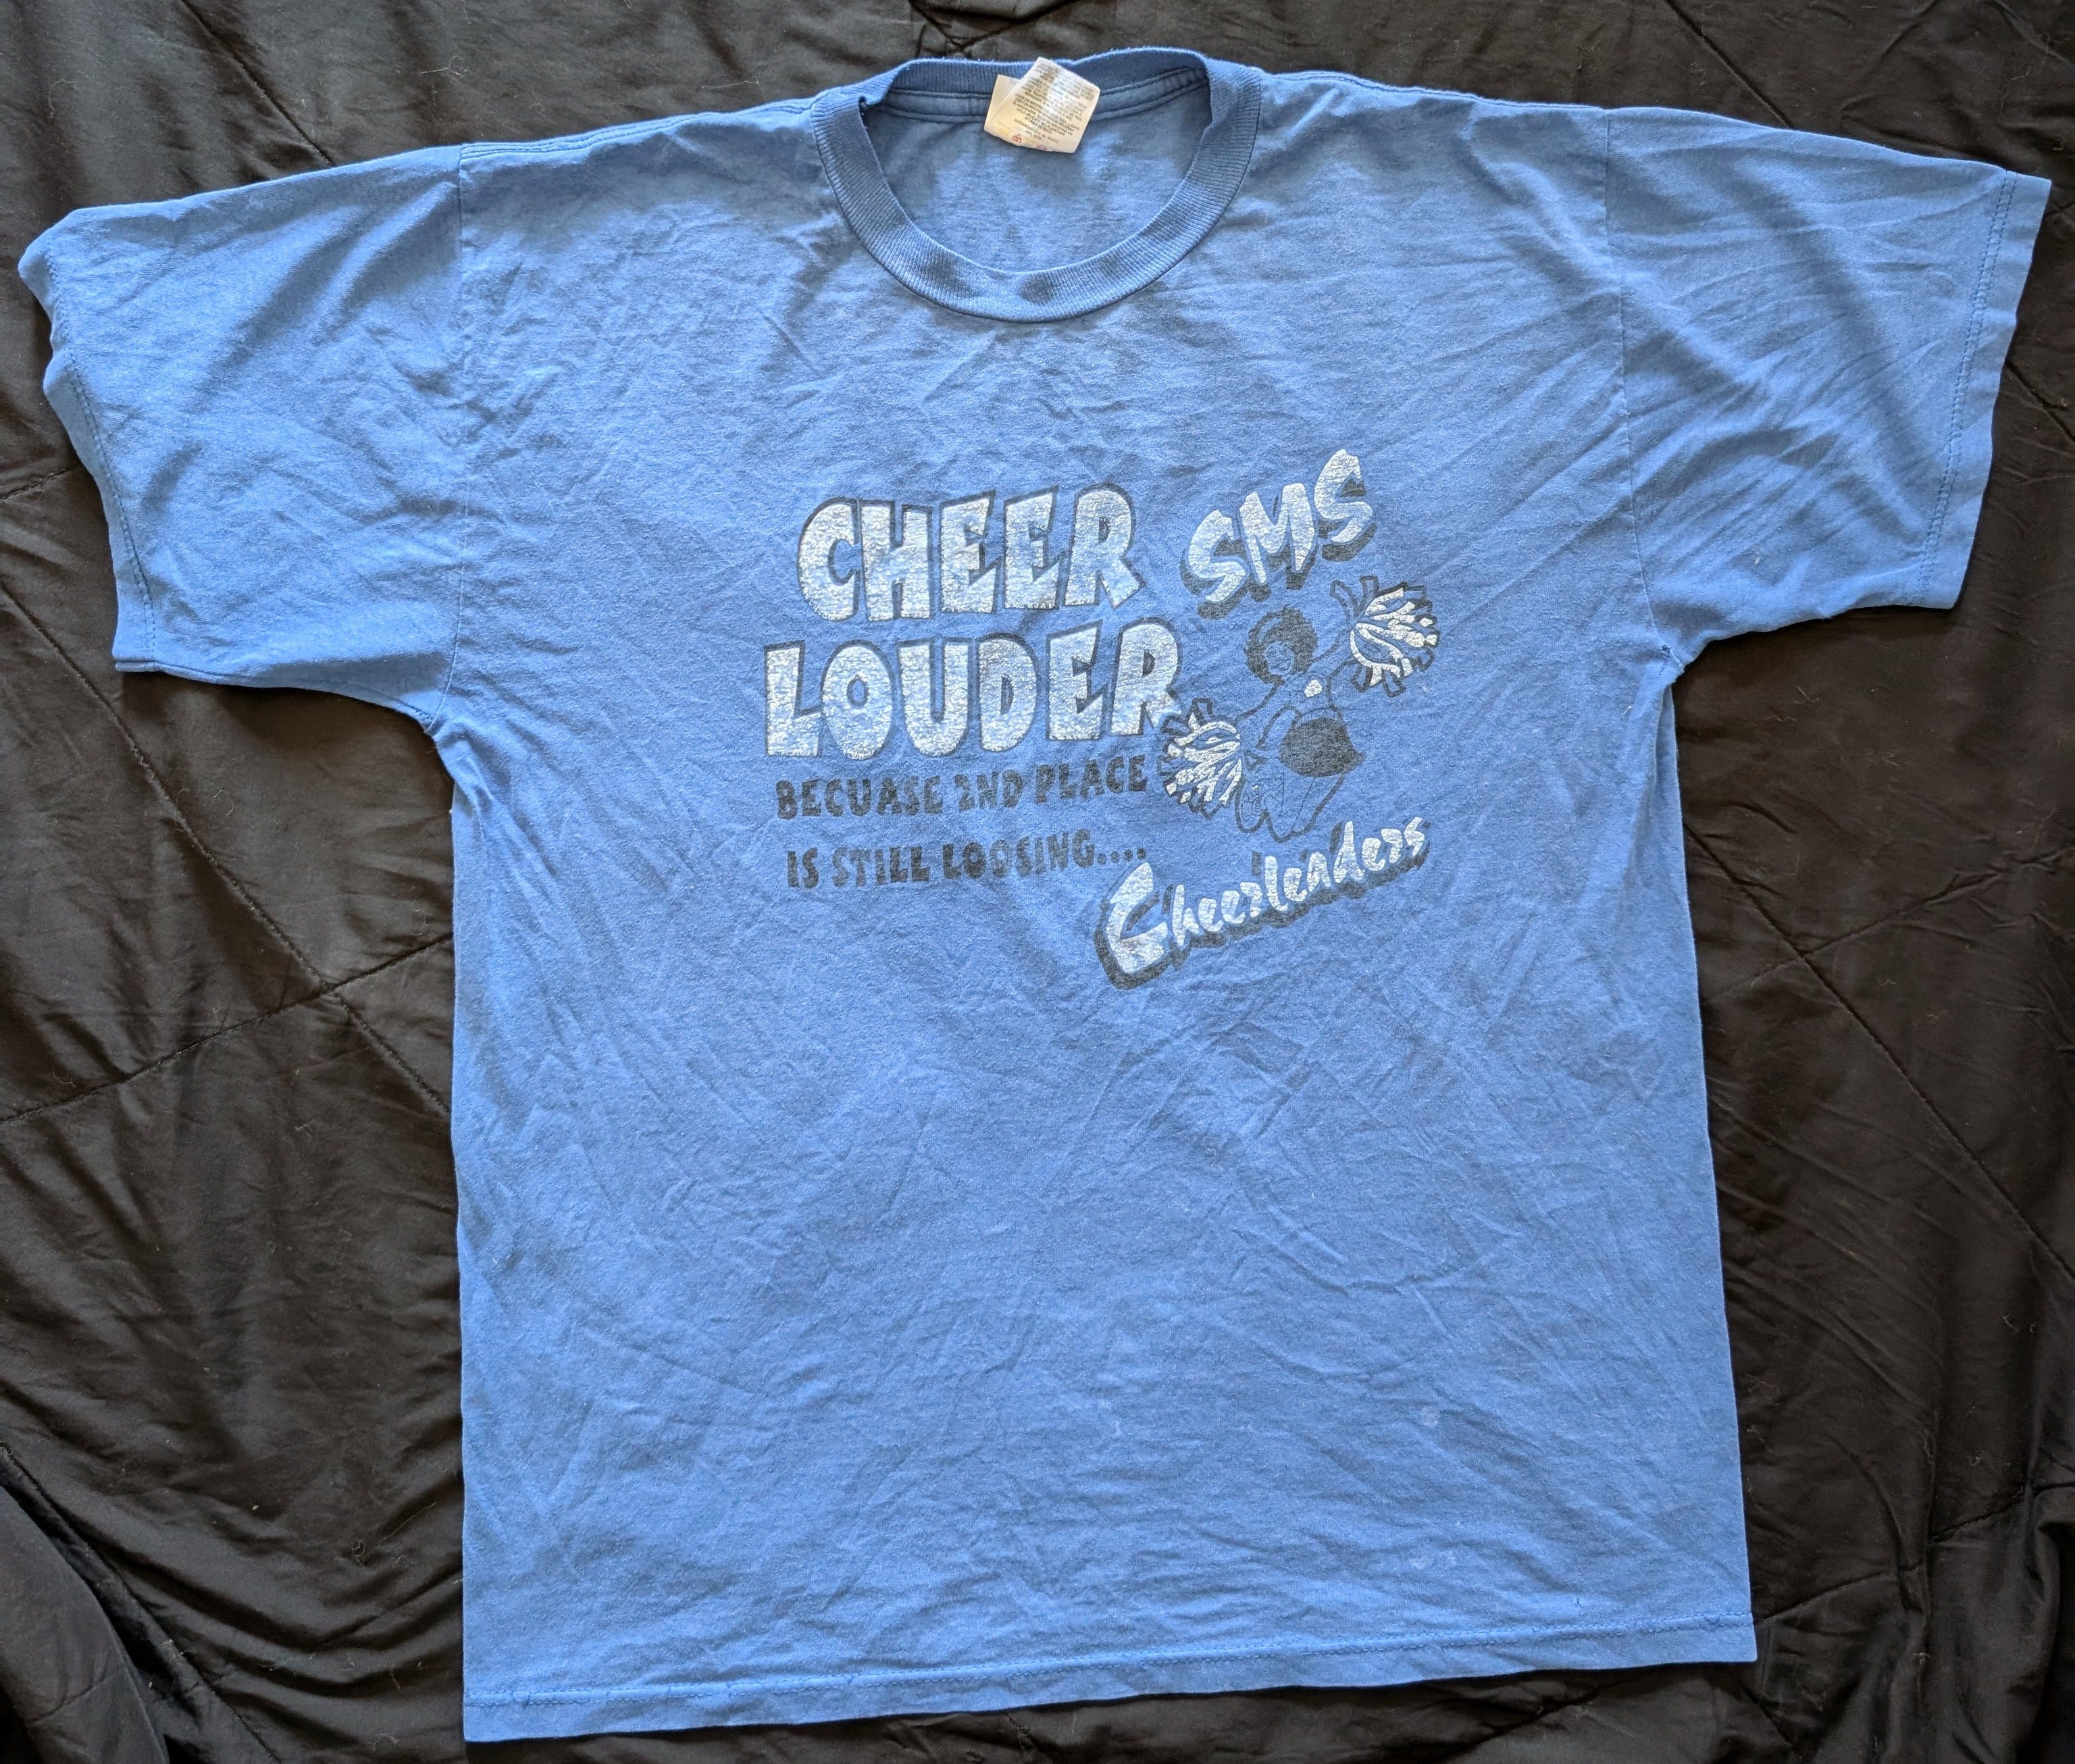 CHEER
LOUDER
BECUASE 2ND PLACE
IS STILL LOOSING....
SMS
Cheerleaders